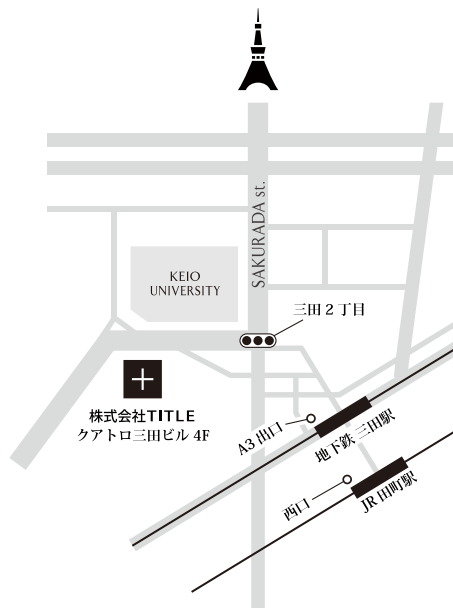 SAKURADA st.
KEIO
UNIVERSITY
三田2丁目
株式会社TITLE
クアトロ三田ビル 4F
A3 出口
地下鉄 三田駅
西口
JR 田町駅